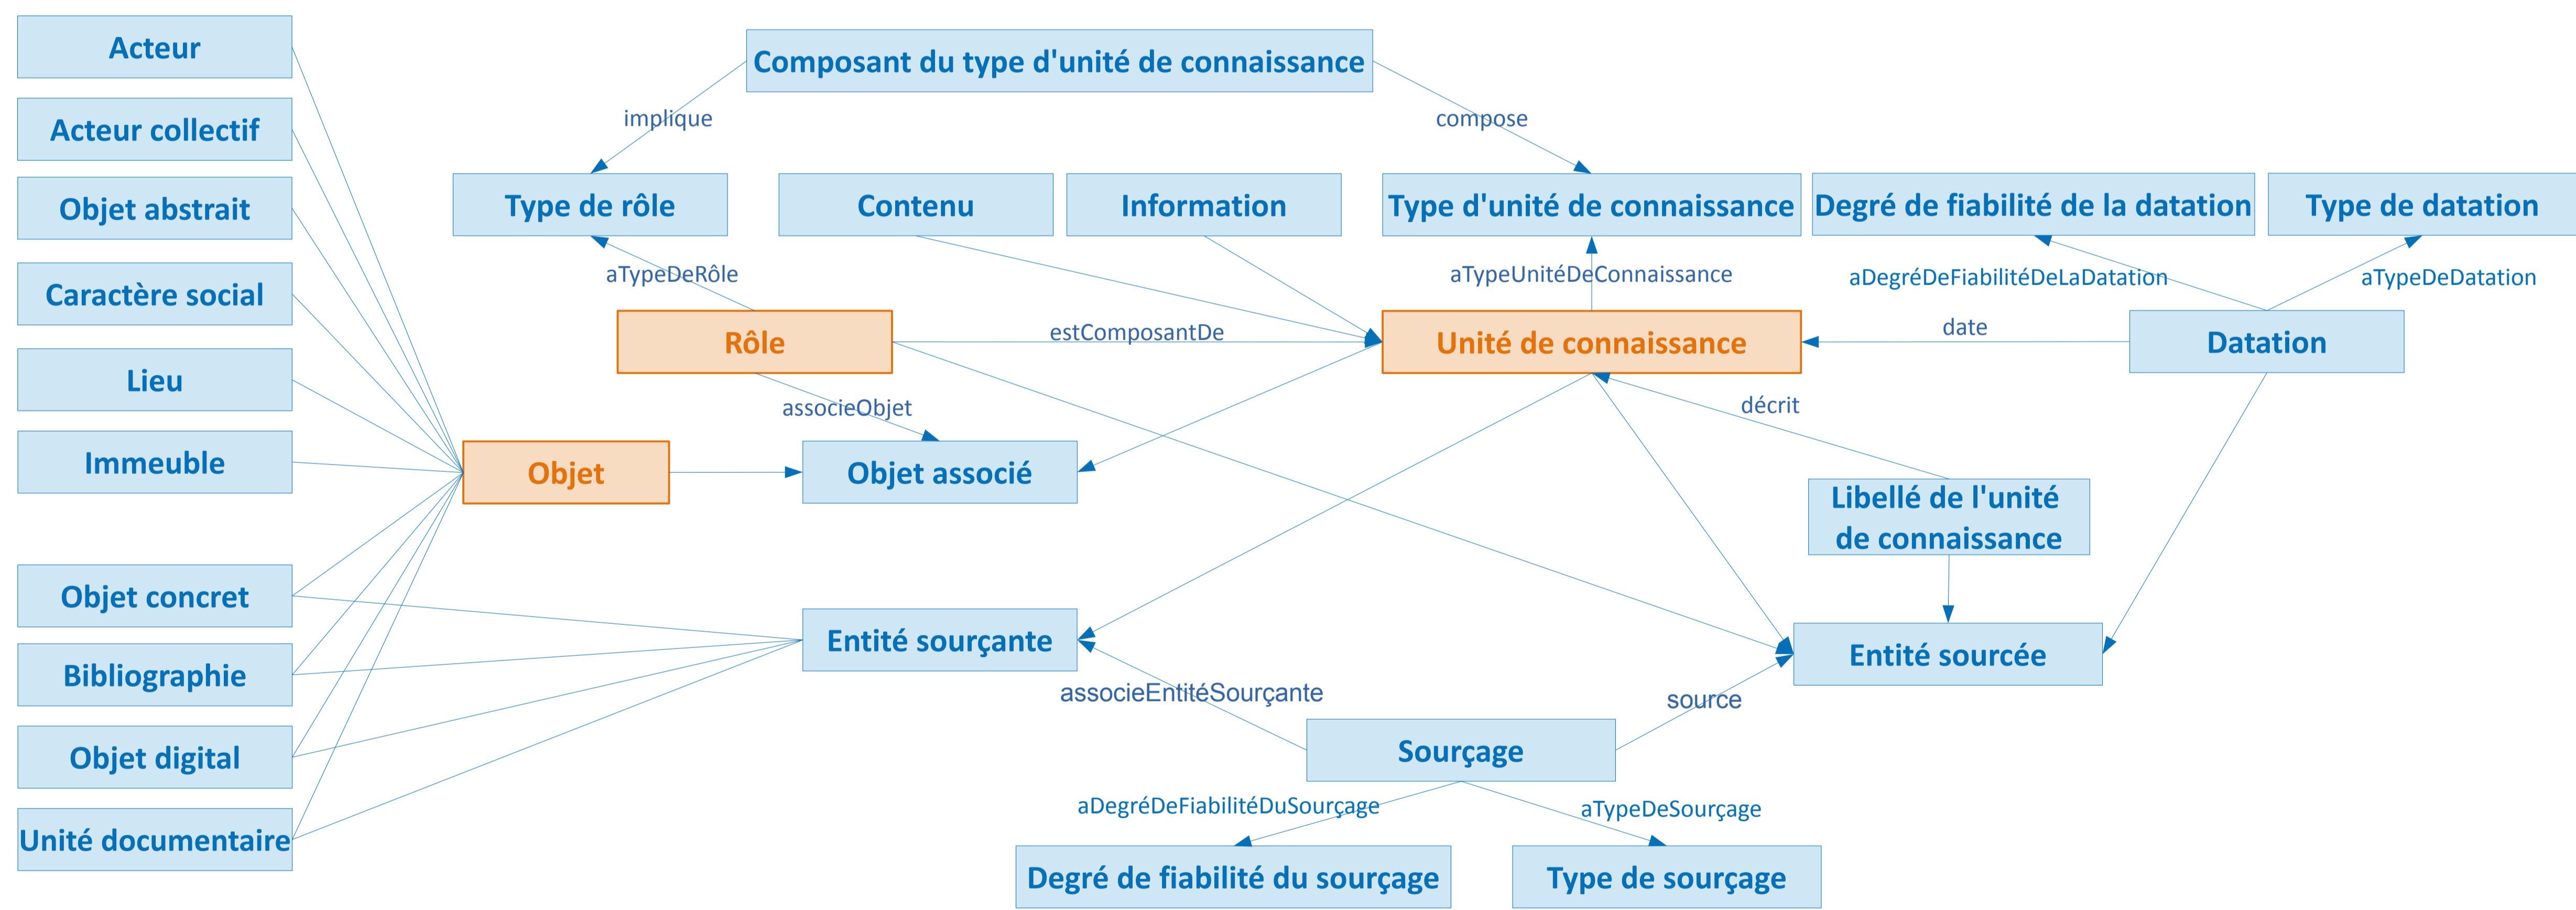 Acteur
Composant du type d'unité de connaissance
Acteur collectif
implique
compose
Objet abstrait
Type de rôle
Contenu
Information
Type d'unité de connaissance
Degré de fiabilité de la datation
Type de datation
Caractère social
aTypeDeRôle
aTypeUnitéDeConnaissance
aDegréDeFiabilitéDeLaDatation
aTypeDeDatation
Rôle
estComposantDe
Unité de connaissance
date
Datation
Lieu
associeObjet
décrit
Immeuble
Objet
Objet associé
Libellé de l'unité
de connaissance
Objet concret
Entité sourçante
Entité sourcée
Bibliographie
associeEntitéSourçante
source
Objet digital
Sourçage
aDegréDeFiabilitéDuSourçage
aTypeDeSourçage
Unité documentaire
Degré de fiabilité du sourçage
Type de sourçage